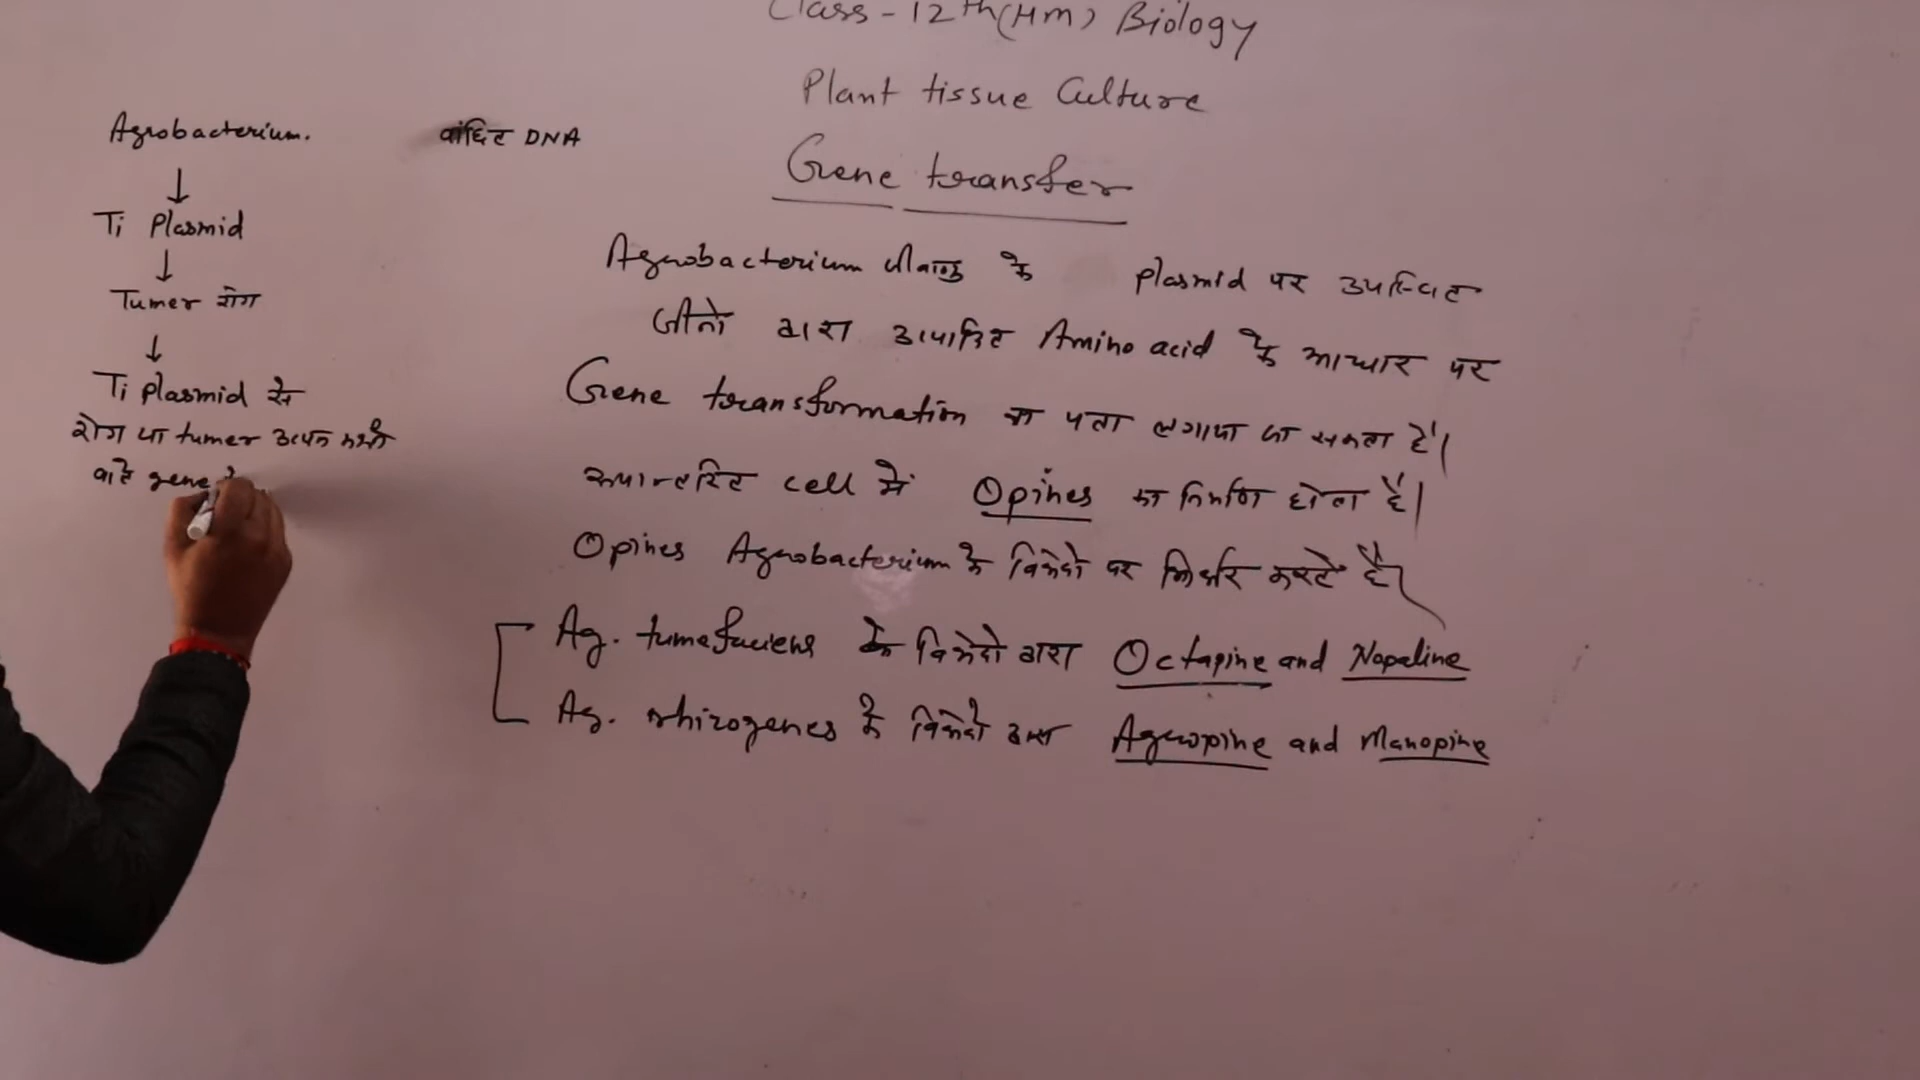 Class - 12th (Hm) Biology
Plant tissue Culture
Gene transfer
Agrobacterium.
↓
Ti Plasmid
↓
Tumer रोग
↓
Ti plasmid से
रोग या tumer उत्पन्न करने
वाले gene
वांछित DNA
Agrobacterium जीवाणु के plasmid पर उपस्थित
जीनो द्वारा उत्पादित Amino acid के आधार पर
Gene transformation का पता लगाया जा सकता है।
रूपान्तरित cell में Opines का निर्माण होता है।
Opines Agrobacterium के विभेदो पर निर्भर करते है।
Ag. tumefaciens के विभेदो द्वारा Octapine and Nopaline
Ag. rhizogenes के विभेदो द्वारा Agropine and Manopine